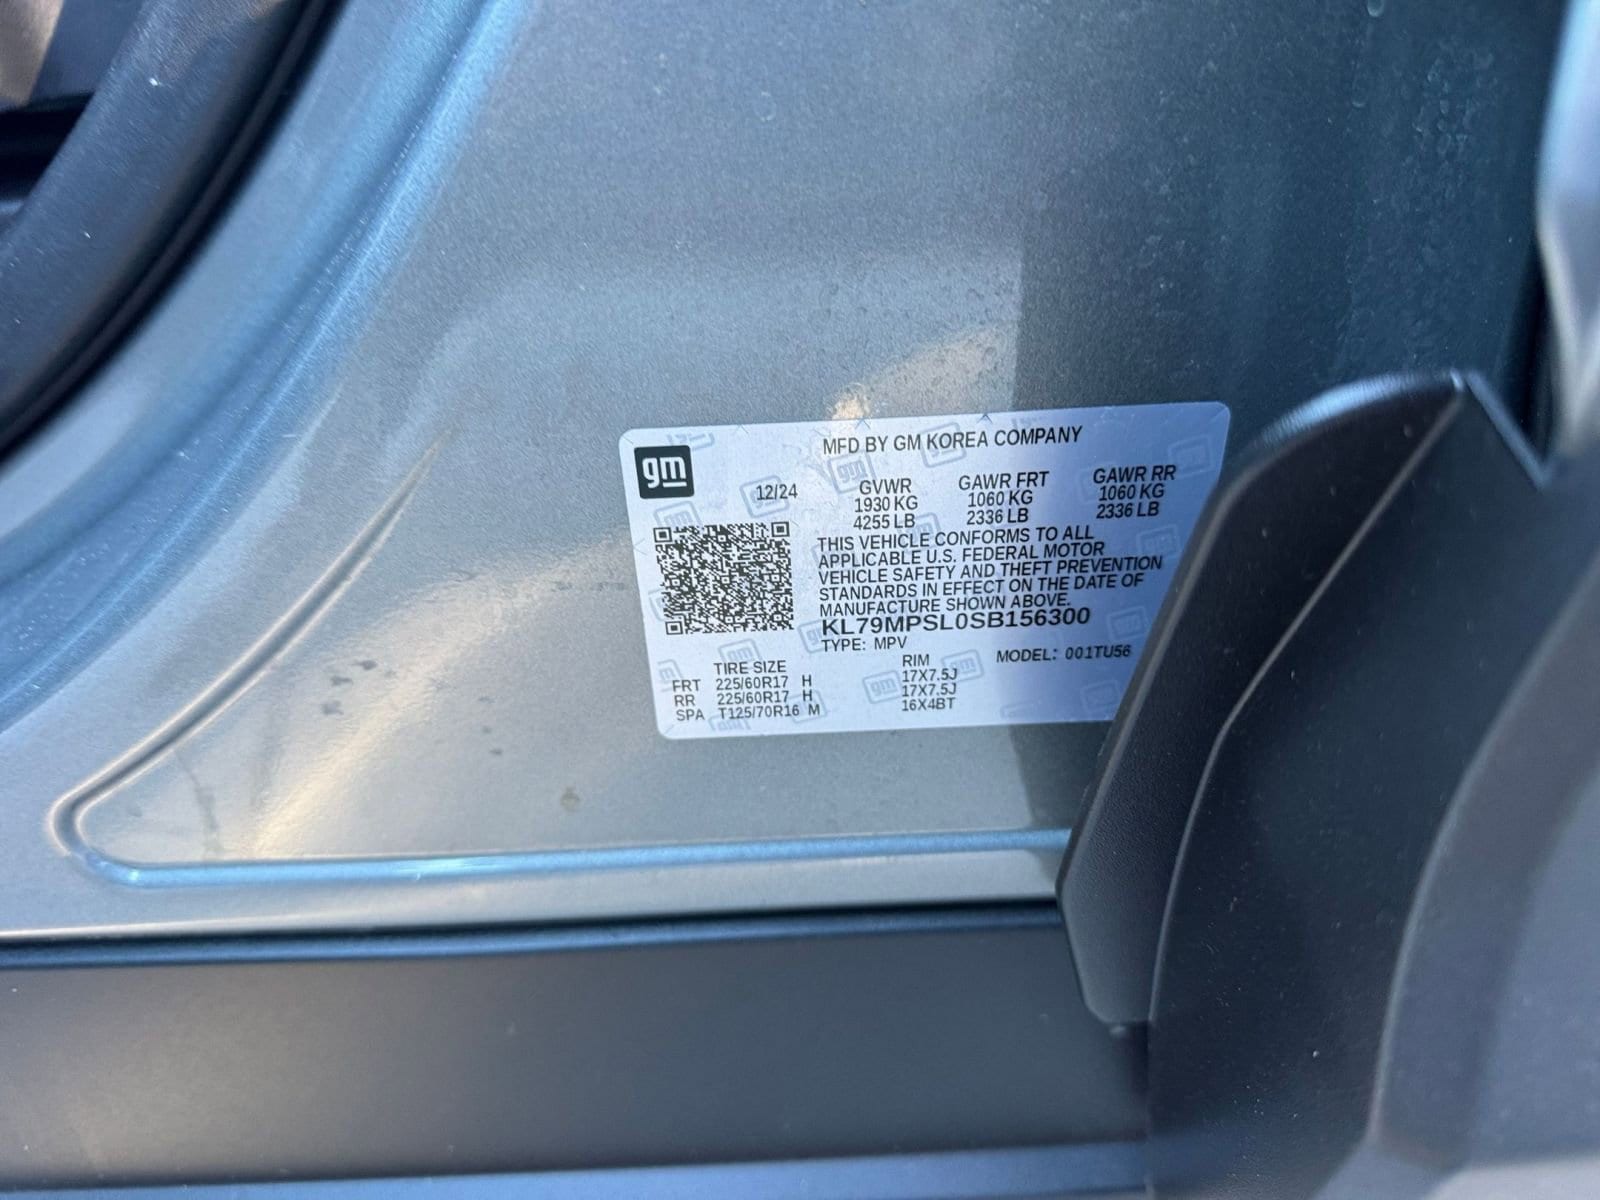 gm
MFD BY GM KOREA COMPANY
12/24
GVWR GAWR FRT GAWR RR
1930 KG 1060 KG 1060 KG
4255 LB 2336 LB 2336 LB
THIS VEHICLE CONFORMS TO ALL
APPLICABLE U.S. FEDERAL MOTOR
VEHICLE SAFETY AND THEFT PREVENTION
STANDARDS IN EFFECT ON THE DATE OF
MANUFACTURE SHOWN ABOVE.
KL79MPSL0SB156300
TYPE: MPV MODEL: 001TU56
TIRE SIZE RIM
FRT 225/60R17 H 17X7.5J
RR 225/60R17 H 17X7.5J
SPA T125/70R16 M 16X4BT